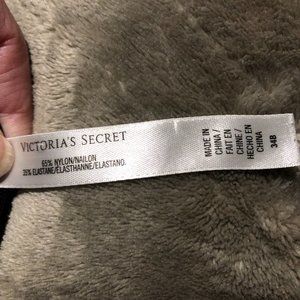 VICTORIA'S SECRET
65% NYLON/NAILON
35% ELASTANE/ELASTHANNE/ELASTANO.
MADE IN
CHINA /
FAIT EN
CHINE /
HECHO EN
CHINA
34B